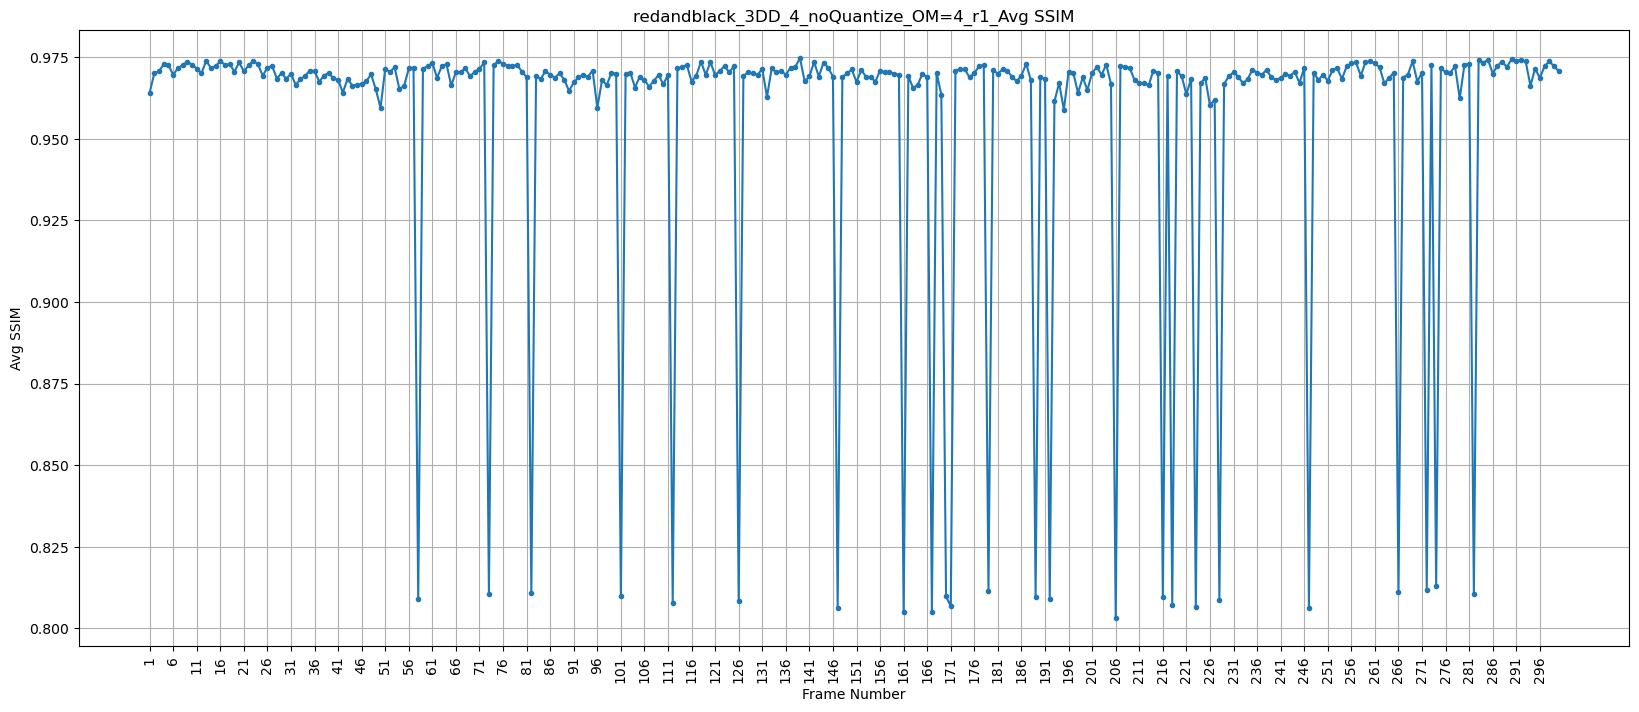 redandblack_3DD_4_noQuantize_OM=4_r1_Avg SSIM
0.975
0.950
0.925
0.900
0.875
0.850
0.825
0.800
Avg SSIM
1 6 11 16 21 26 31 36 41 46 51 56 61 66 71 76 81 86 91 96 101 106 111 116 121 126 131 136 141 146 151 156 161 166 171 176 181 186 191 196 201 206 211 216 221 226 231 236 241 246 251 256 261 266 271 276 281 286 291 296
Frame Number